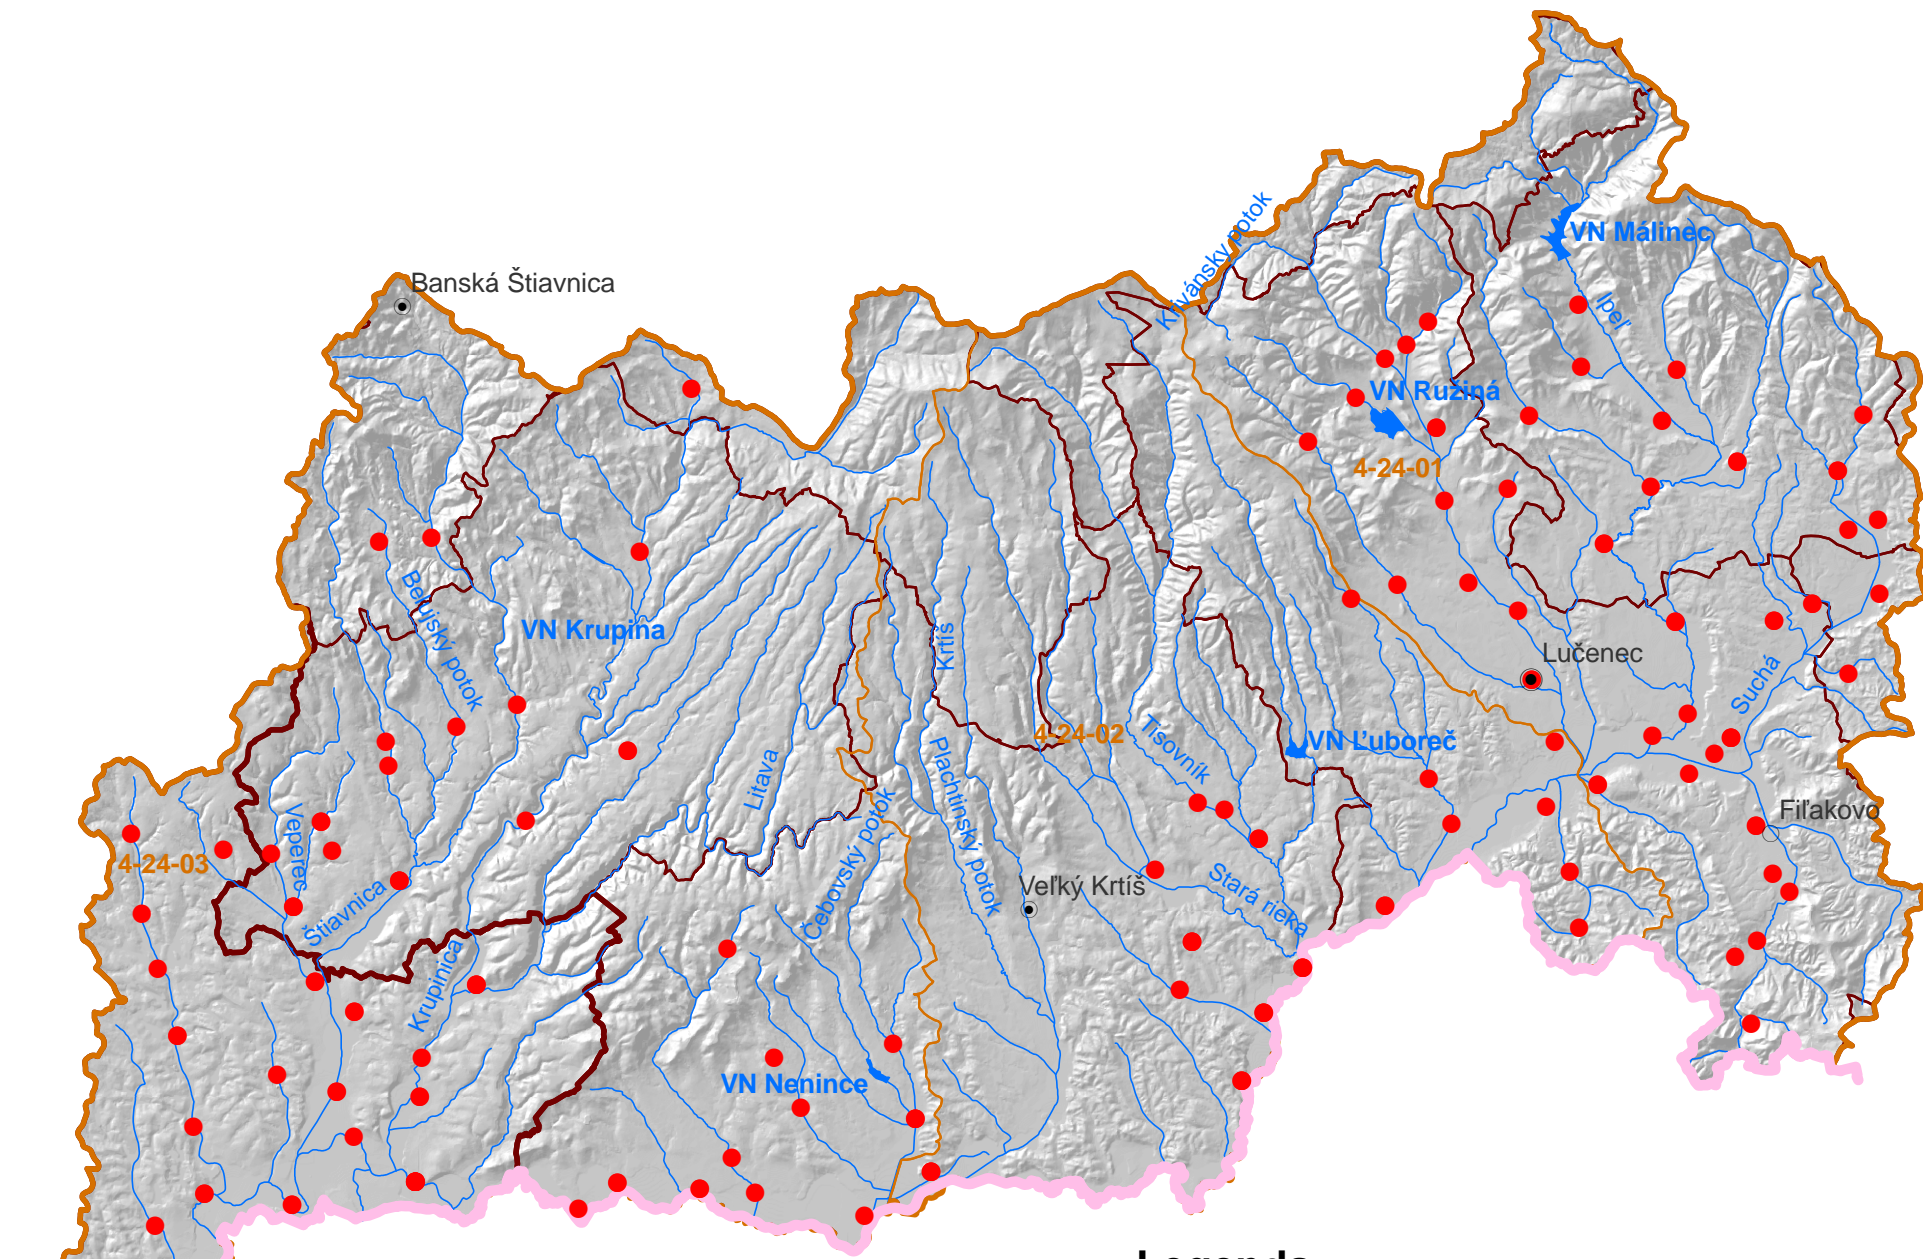 Krivánsky potok
VN Málinec
Banská Štiavnica
Ipeľ
VN Ružiná
4-24-01
Belujský potok
VN Krupina
Krtíš
Lučenec
Suchá
4-24-02
Tisovník
VN Ľuboreč
Litava
Plachtinský potok
Veperec
Čebovský potok
Fiľakovo
4-24-03
Štiavnica
Veľký Krtíš
Stará rieka
Krupinica
VN Nenince